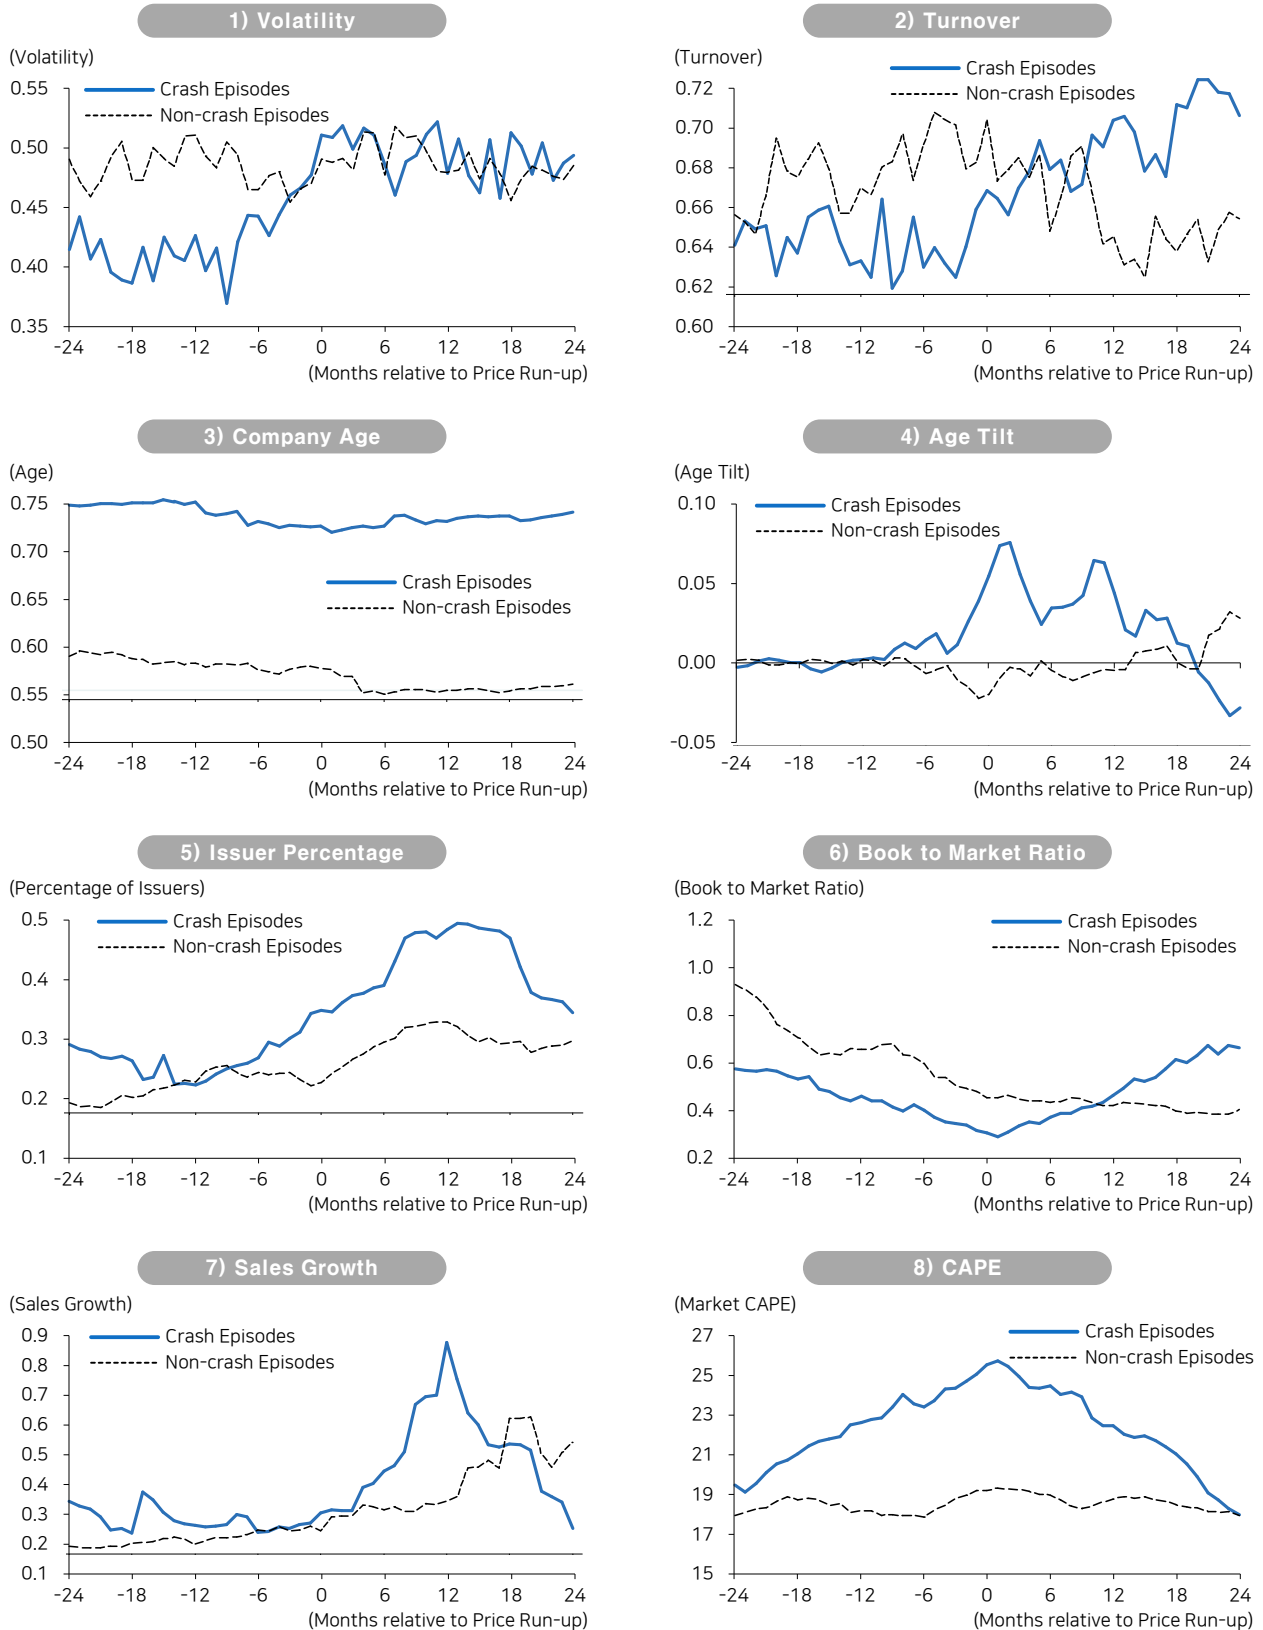 1) Volatility
(Volatility)
Crash Episodes
Non-crash Episodes
0.55
0.50
0.45
0.40
0.35
-24 -18 -12 -6 0 6 12 18 24
(Months relative to Price Run-up)
2) Turnover
(Turnover)
Crash Episodes
Non-crash Episodes
0.72
0.70
0.68
0.66
0.64
0.62
0.60
-24 -18 -12 -6 0 6 12 18 24
(Months relative to Price Run-up)
3) Company Age
(Age)
0.75
0.70
0.65
0.60
0.55
0.50
Crash Episodes
Non-crash Episodes
-24 -18 -12 -6 0 6 12 18 24
(Months relative to Price Run-up)
4) Age Tilt
(Age Tilt)
Crash Episodes
Non-crash Episodes
0.10
0.05
0.00
-0.05
-24 -18 -12 -6 0 6 12 18 24
(Months relative to Price Run-up)
5) Issuer Percentage
(Percentage of Issuers)
Crash Episodes
Non-crash Episodes
0.5
0.4
0.3
0.2
0.1
-24 -18 -12 -6 0 6 12 18 24
(Months relative to Price Run-up)
6) Book to Market Ratio
(Book to Market Ratio)
Crash Episodes
Non-crash Episodes
1.2
1.0
0.8
0.6
0.4
0.2
-24 -18 -12 -6 0 6 12 18 24
(Months relative to Price Run-up)
7) Sales Growth
(Sales Growth)
Crash Episodes
Non-crash Episodes
0.9
0.8
0.7
0.6
0.5
0.4
0.3
0.2
0.1
-24 -18 -12 -6 0 6 12 18 24
(Months relative to Price Run-up)
8) CAPE
(Market CAPE)
Crash Episodes
Non-crash Episodes
27
25
23
21
19
17
15
-24 -18 -12 -6 0 6 12 18 24
(Months relative to Price Run-up)